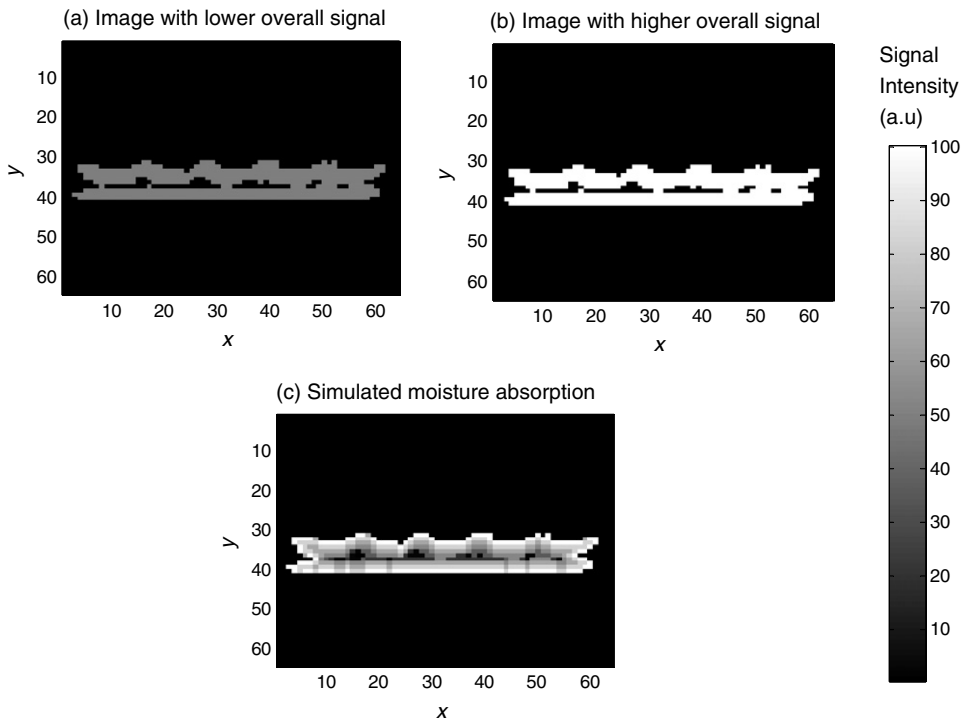 (a) Image with lower overall signal
10
20
30
40
50
60
y
10 20 30 40 50 60
x
(b) Image with higher overall signal
10
20
30
40
50
60
y
10 20 30 40 50 60
x
Signal
Intensity
(a.u)
100
90
80
70
60
50
40
30
20
10
(c) Simulated moisture absorption
10
20
30
40
50
60
y
10 20 30 40 50 60
x